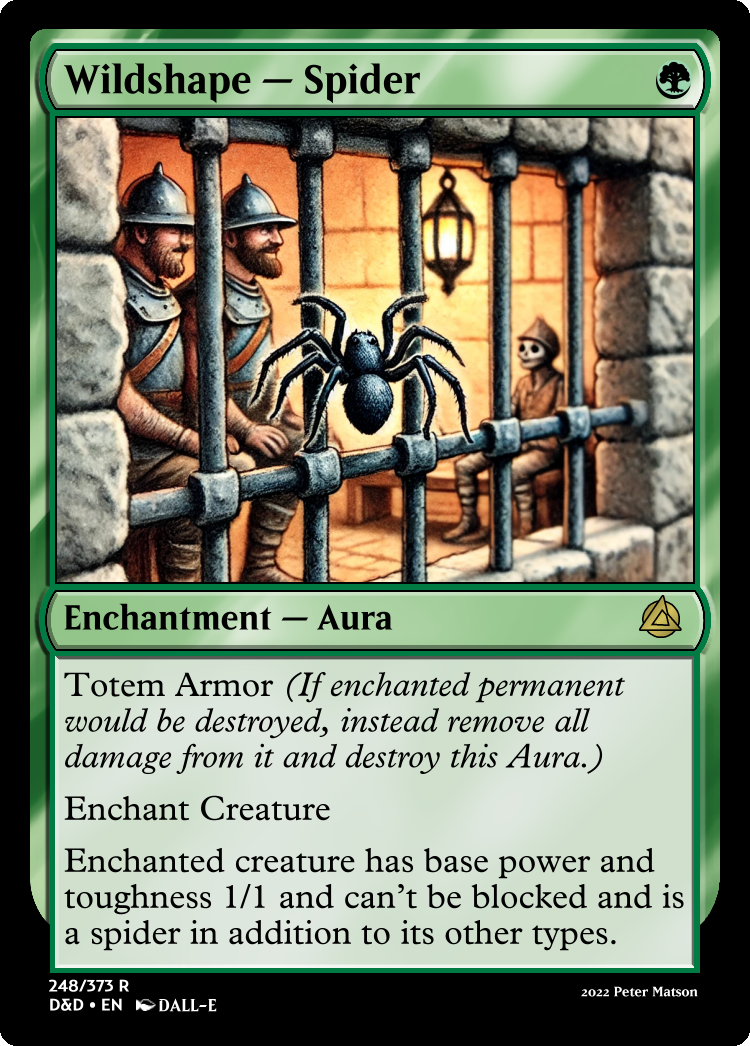 Wildshape — Spider
Enchantment — Aura
Totem Armor (If enchanted permanent
would be destroyed, instead remove all
damage from it and destroy this Aura.)
Enchant Creature
Enchanted creature has base power and
toughness 1/1 and can't be blocked and is
a spider in addition to its other types.
248/373 R
D&D • EN DALL-E
2022 Peter Matson